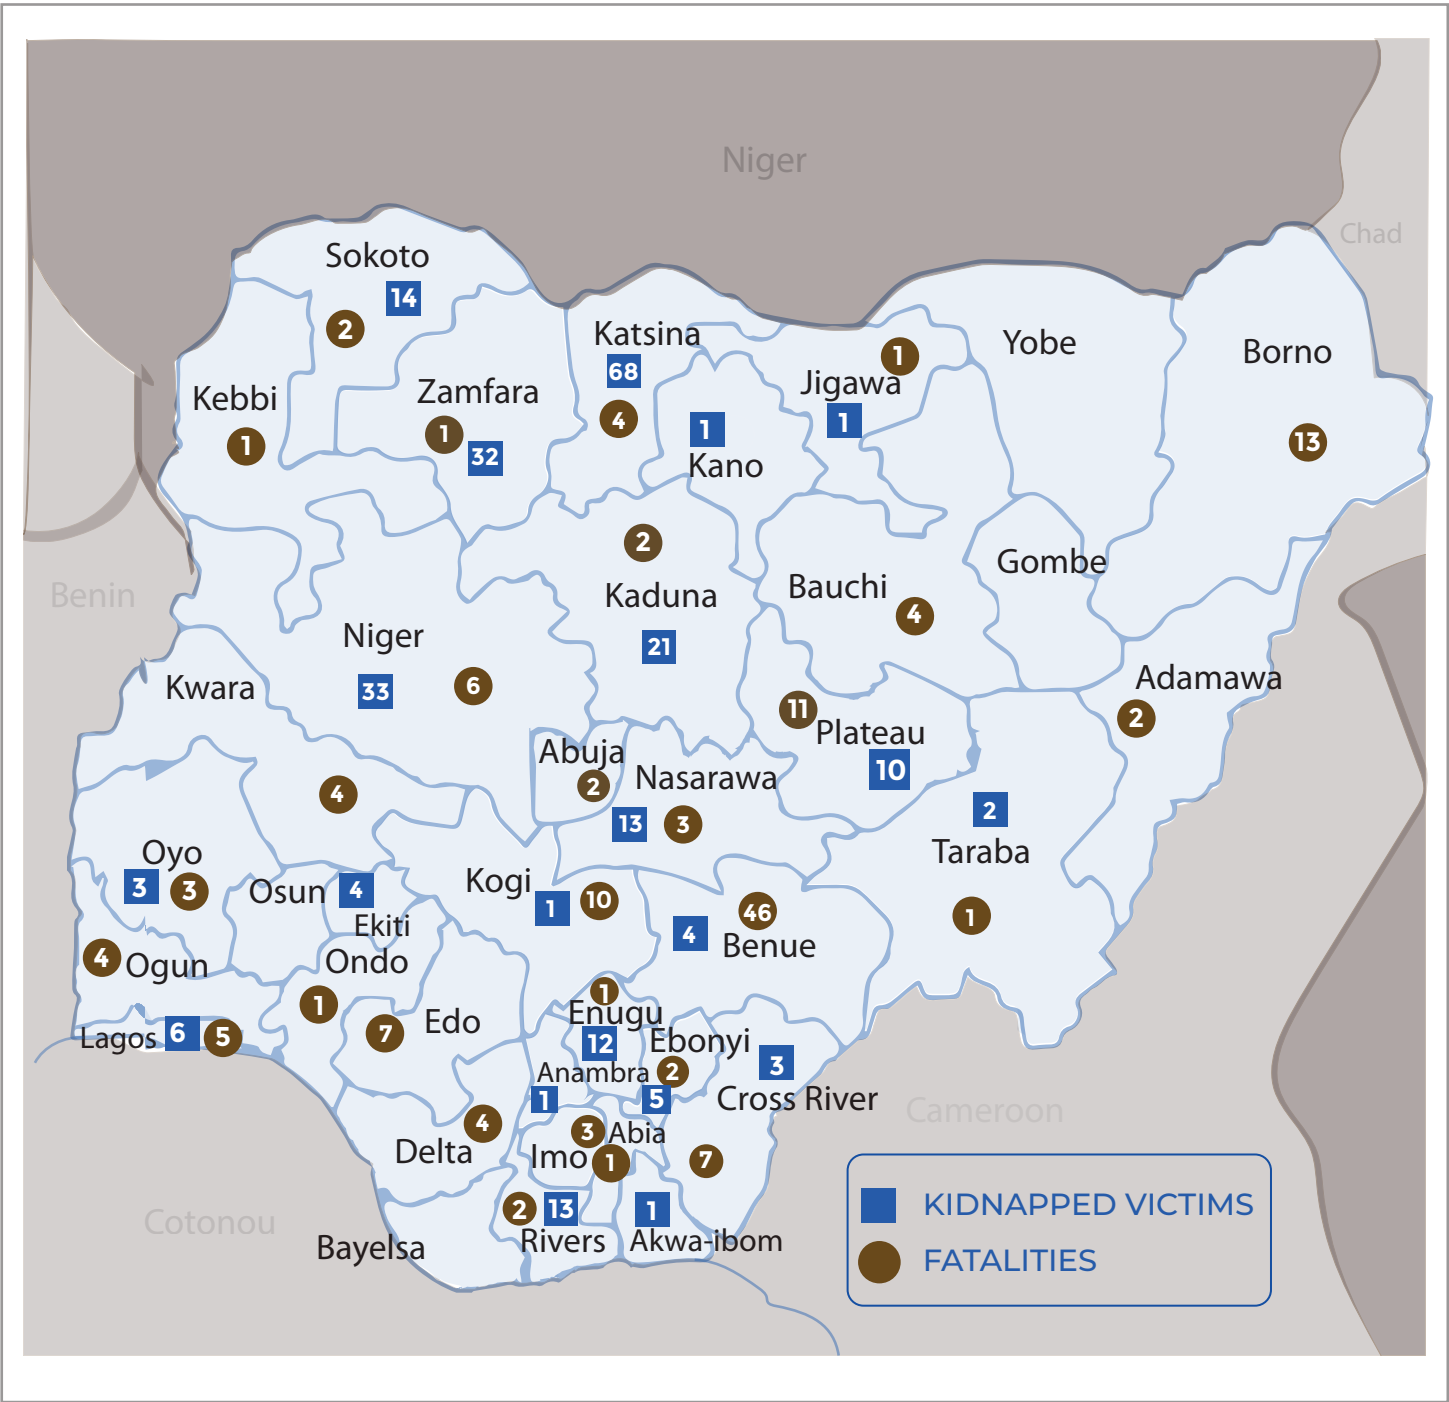 Niger
Chad
Sokoto
14
2
Katsina
68
4
Yobe
Borno
13
1
Jigawa
1
Kebbi
1
Zamfara
1
32
1
Kano
2
Kaduna
21
Bauchi
4
Gombe
Benin
Niger
33
6
Kwara
4
Adamawa
2
11
Plateau
10
Abuja
2
Nasarawa
13
3
2
Taraba
1
Oyo
3
3
Osun
4
Ekiti
Kogi
1
10
46
4
Benue
4
Ogun
Ondo
1
Lagos
6
5
7
Edo
1
Enugu
12
Ebonyi
2
Anambra
1
5
3
Cross River
7
Cameroon
4
Delta
3
Abia
Imo
1
2
13
Rivers
1
Akwa-ibom
Bayelsa
Cotonou
KIDNAPPED VICTIMS
FATALITIES